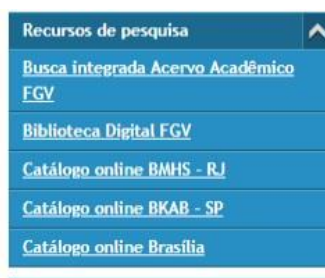 Recursos de pesquisa
Busca integrada Acervo Acadêmico
FGV
Biblioteca Digital FGV
Catálogo online BMHS - RJ
Catálogo online BKAB - SP
Catálogo online Brasília